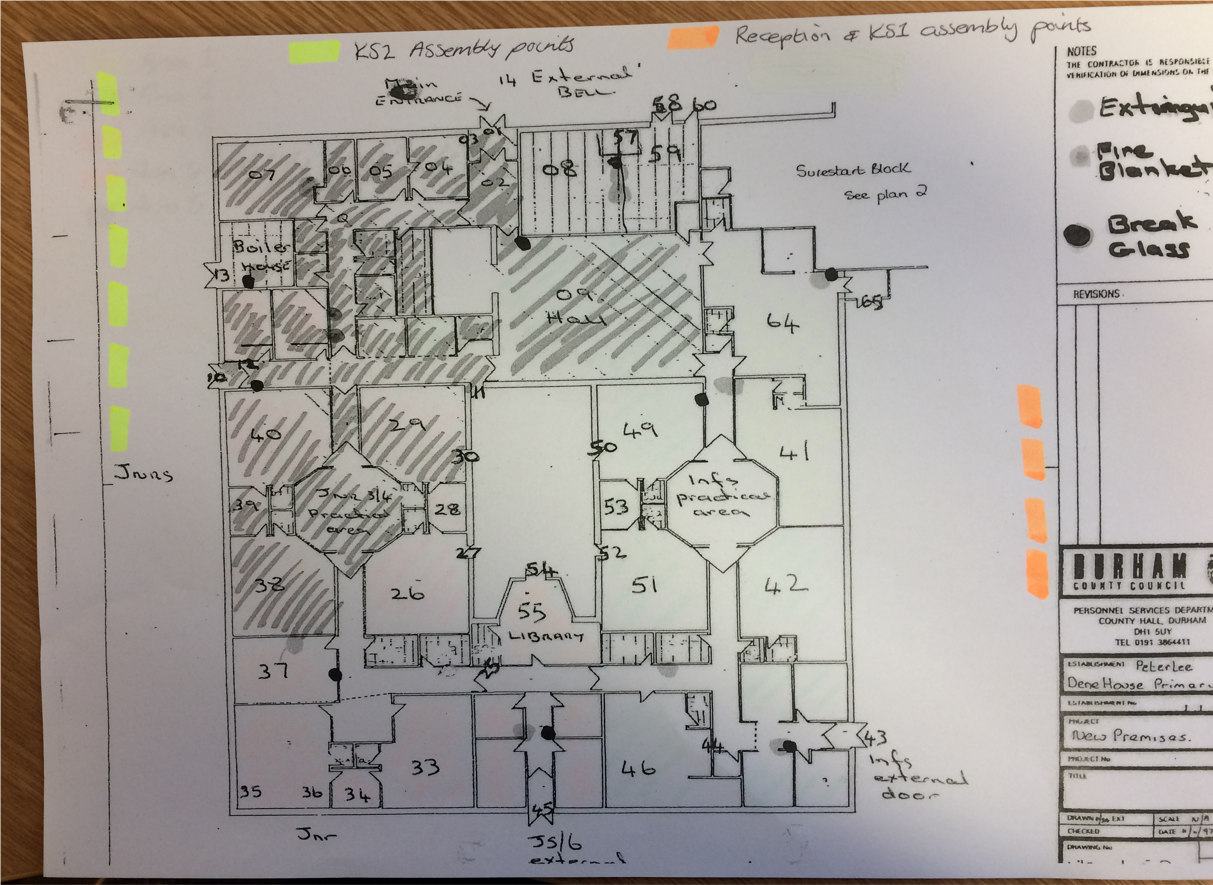 KS2 Assembly points
Reception & KS1 assembly points
Main
ENTRANCE
'14 External'
BELL
NOTES
THE CONTRACTOR IS RESPONSIBLE
VERIFICATION OF DIMENSIONS ON THE
Extingui
Fire
Blanket
Break
Glass
REVISIONS
58 60
57
59
03 01
07
06
05
04
02
08
Surestart Block
See plan 2
Boiler
House
13
09
Hall
65
64
10
12
11
40
29
30
50
49
41
Jnrs
39
JNR 3/4
Practical
area
28
53
Infs
practical
area
27
52
38
26
54
55
LIBRARY
51
42
37
35
36
34
33
45
46
44
43
Infs
external
door
Jnr
J5/6
external
DURHAM
COUNTY COUNCIL
PERSONNEL SERVICES DEPARTM
COUNTY HALL, DURHAM
DH1 5UY
TEL 0191 3864411
ESTABLISHMENT Peterlee
Dene House Primar
ESTABLISHMENT No
PROJECT
New Premises.
PROJECT No
TITLE
DRAWN EXT
SCALE N/A
CHECKED
DATE
DRAWING No